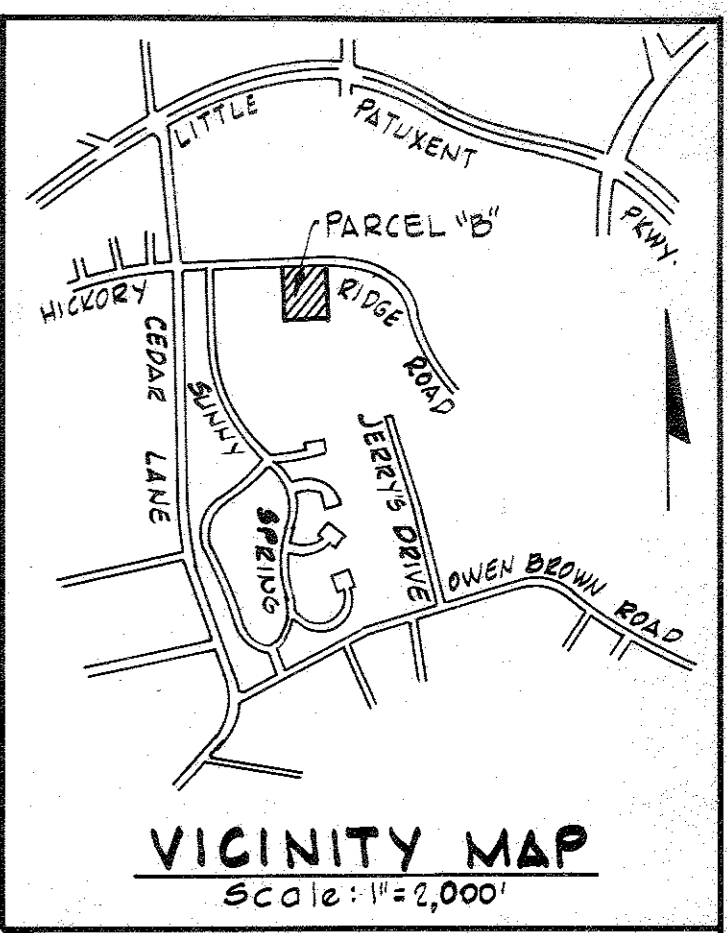 LITTLE
PATUXENT
PKWY.
PARCEL "B"
HICKORY
RIDGE
ROAD
CEDAR LANE
SUNNY
SPRING
JERRY'S DRIVE
OWEN BROWN ROAD
VICINITY MAP
Scale: 1" = 2,000'